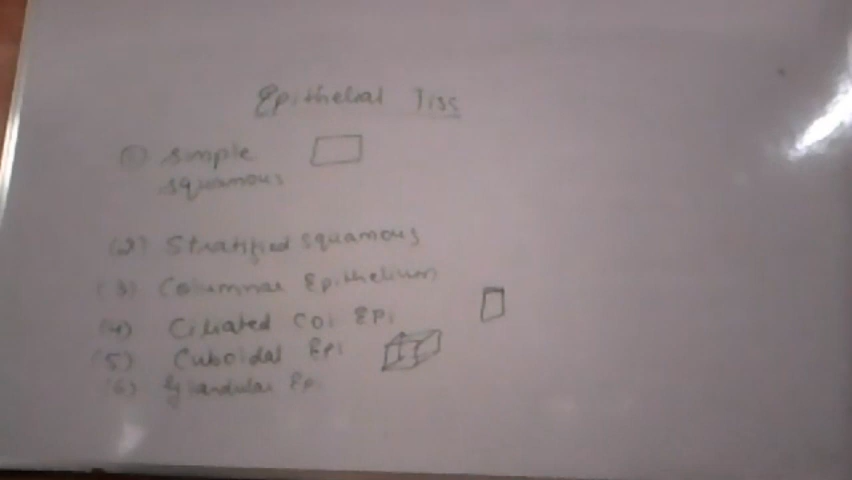 Epithelial Tiss
(1) Simple
squamous
(2) Stratified squamous
(3) Columnar Epithelium
(4) Ciliated Col Epi
(5) Cuboidal Epi
(6) Glandular Ep